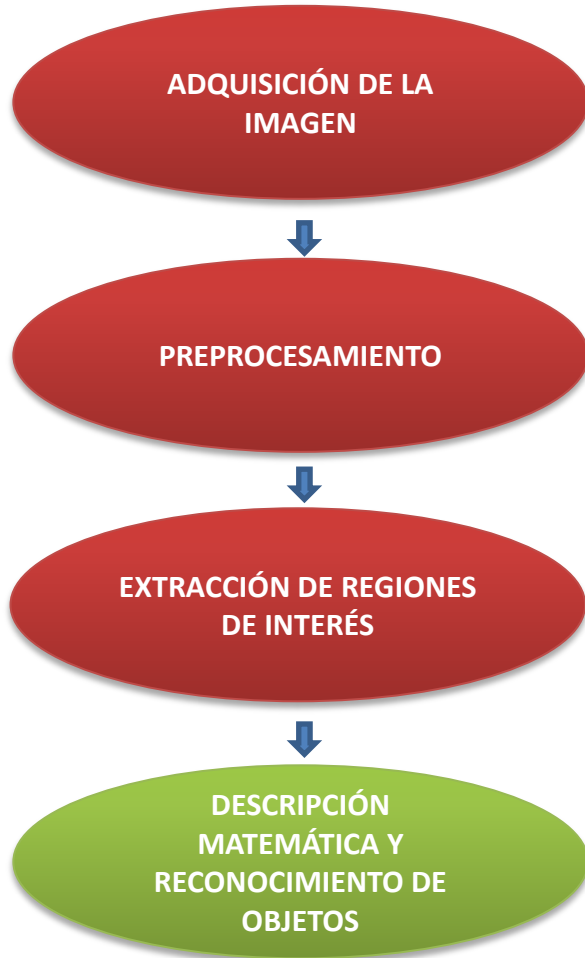 ADQUISICIÓN DE LA
IMAGEN
PREPROCESAMIENTO
EXTRACCIÓN DE REGIONES
DE INTERÉS
DESCRIPCIÓN
MATEMÁTICA Y
RECONOCIMIENTO DE
OBJETOS